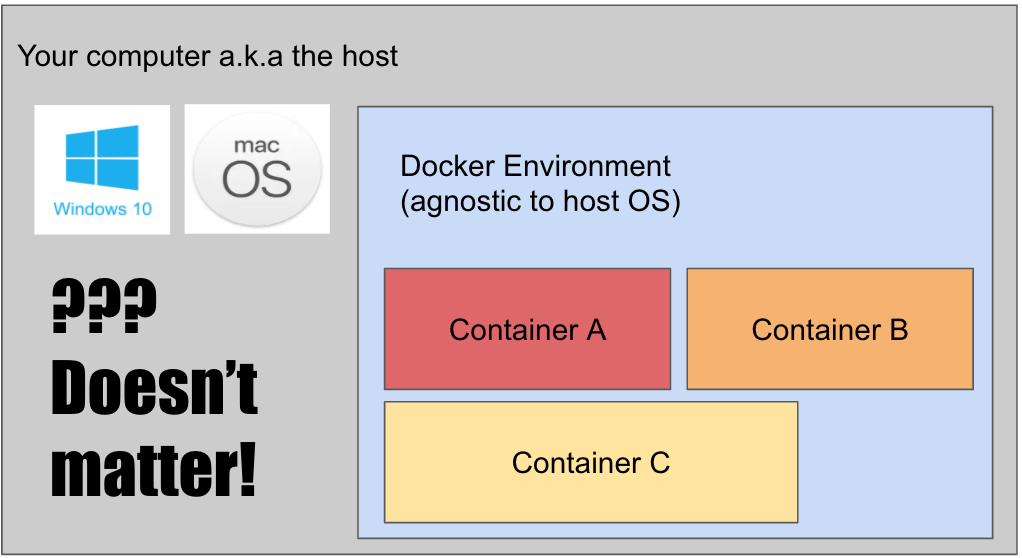 Your computer a.k.a the host
Windows 10
mac
OS
???
Doesn't
matter!
Docker Environment
(agnostic to host OS)
Container A
Container B
Container C